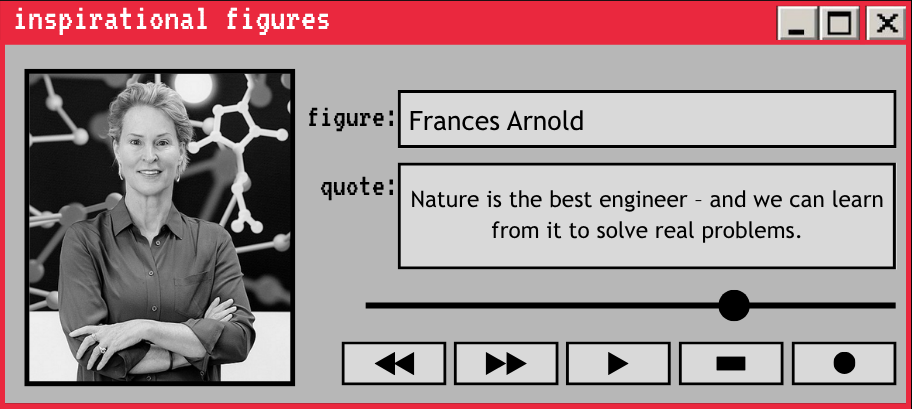 inspirational figures
figure:
Frances Arnold
quote:
Nature is the best engineer – and we can learn
from it to solve real problems.